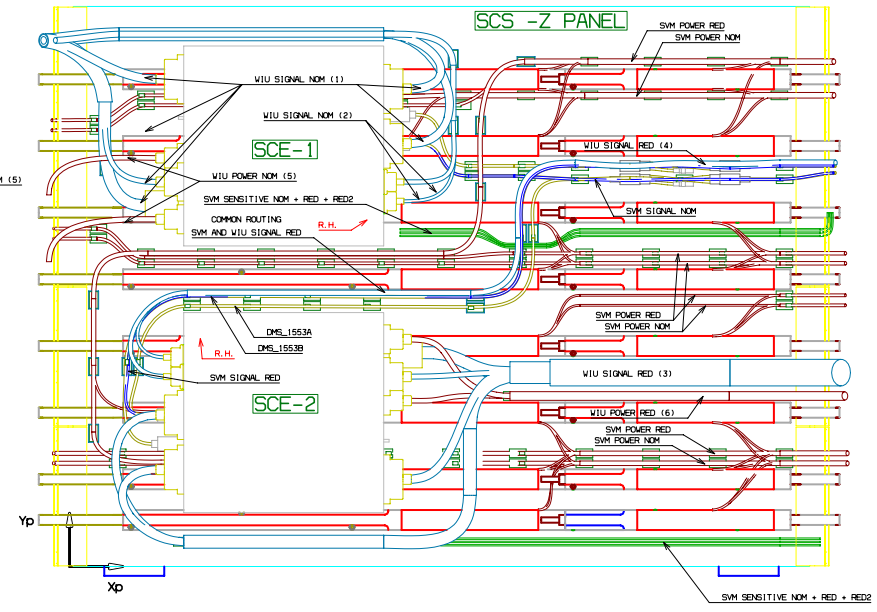 SCS -Z PANEL
SVM POWER RED
SVM POWER NOM
WIU SIGNAL NOM (1)
WIU SIGNAL NOM (2)
SCE-1
WIU SIGNAL RED (4)
M (5)
WIU POWER NOM (5)
SVM SENSITIVE NOM + RED + RED2
SVM SIGNAL NOM
COMMON ROUTING
SVM AND WIU SIGNAL RED
R.H.
SVM POWER RED
SVM POWER NOM
DMS_1553A
DMS_1553B
R.H.
SVM SIGNAL RED
WIU SIGNAL RED (3)
SCE-2
WIU POWER RED (6)
SVM POWER RED
SVM POWER NOM
Yp
Xp
SVM SENSITIVE NOM + RED + RED2